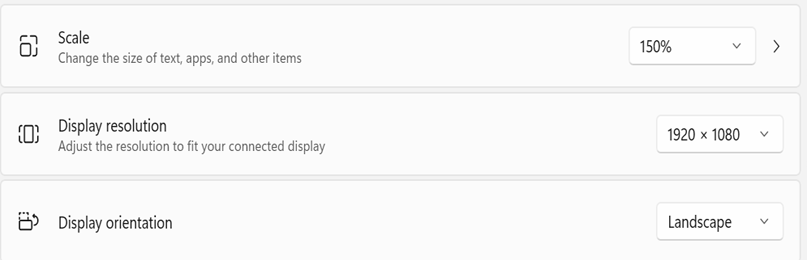 Scale
Change the size of text, apps, and other items
150%
Display resolution
Adjust the resolution to fit your connected display
1920 × 1080
Display orientation
Landscape